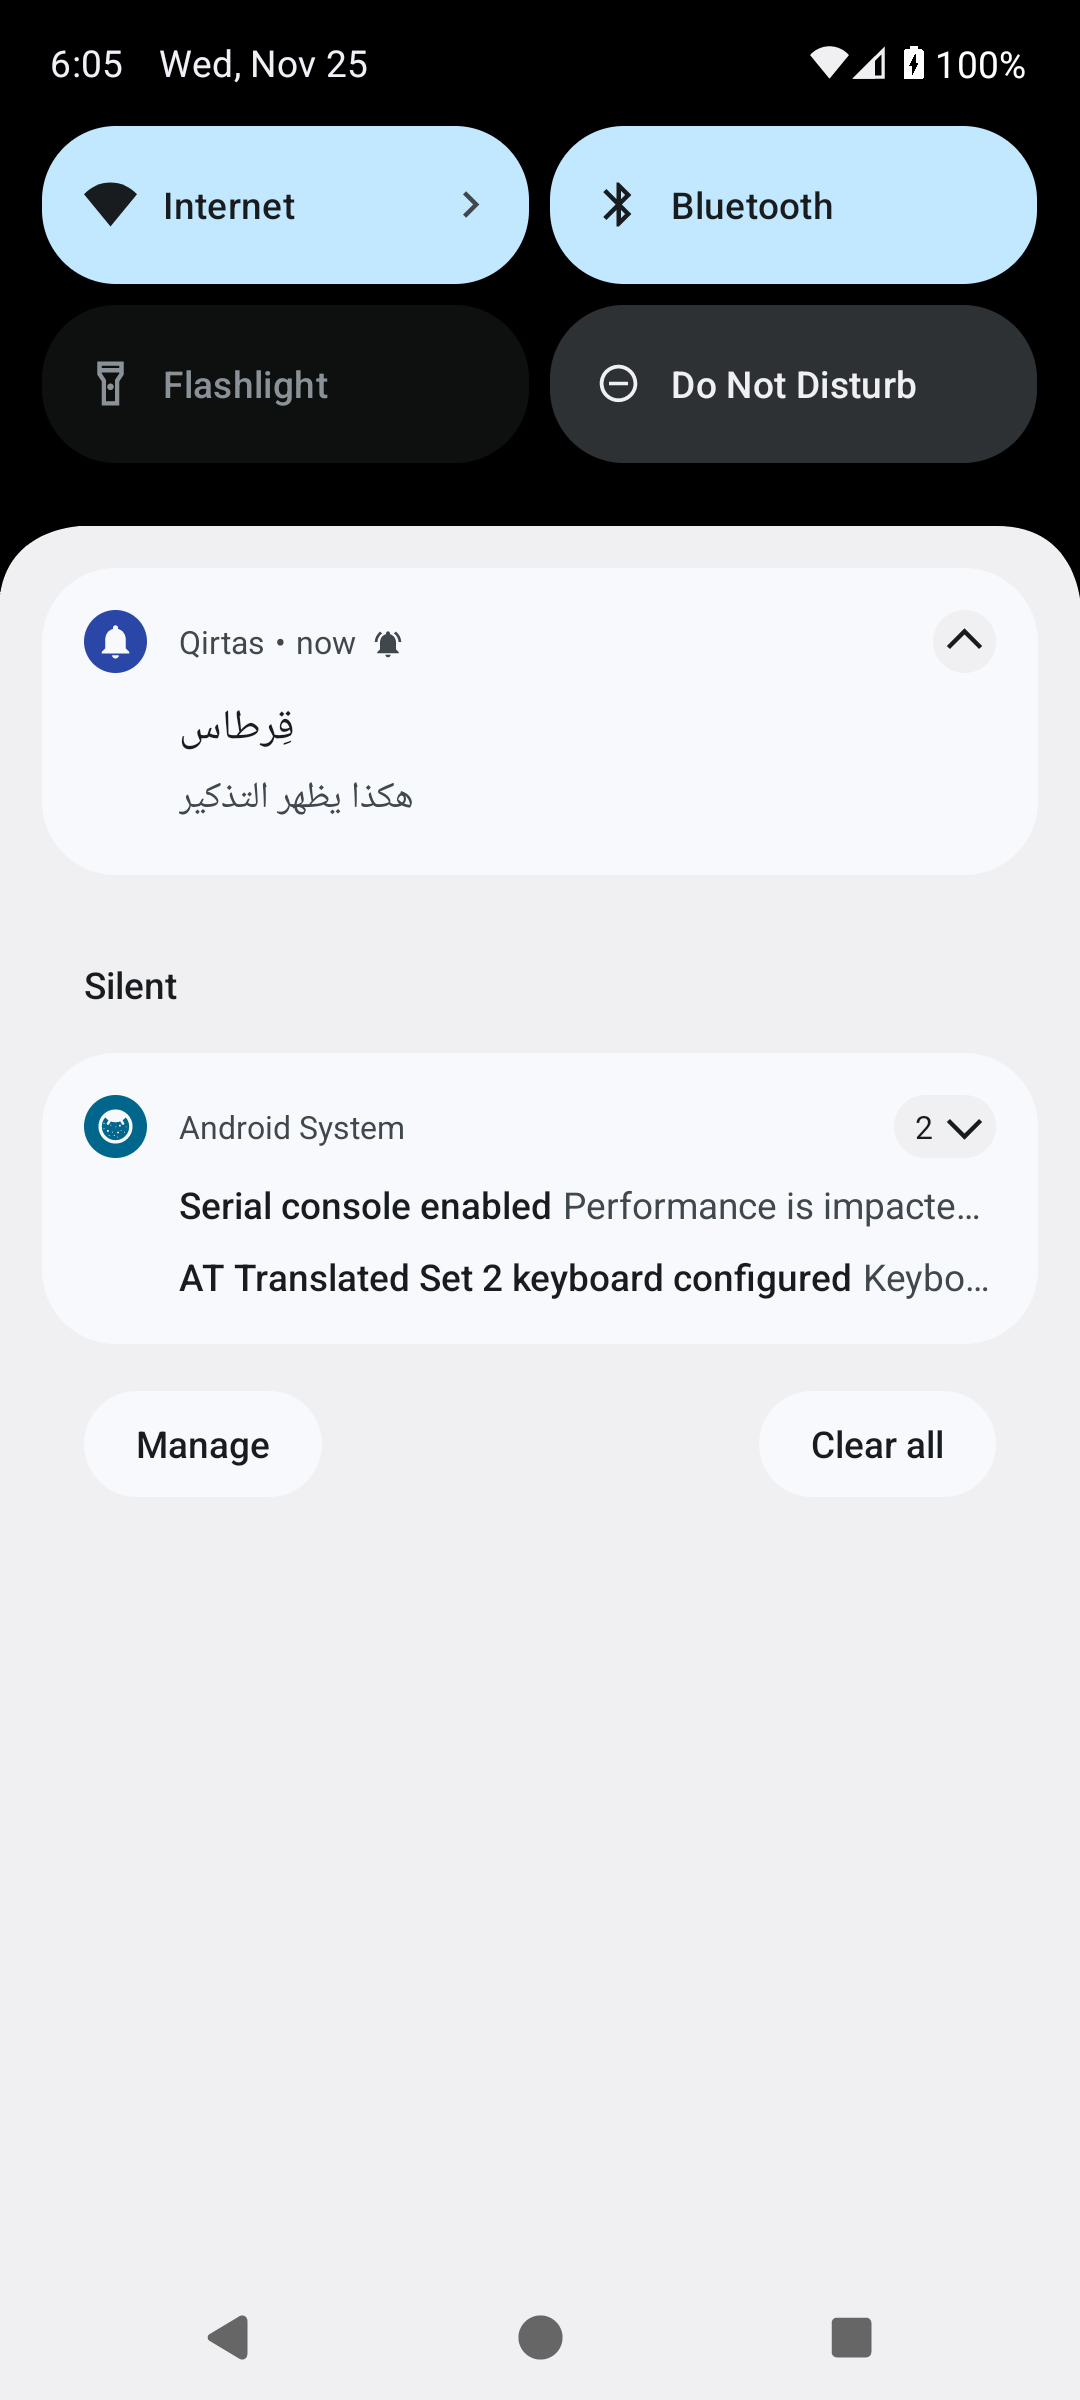 6:05 Wed, Nov 25 100%
Internet
Bluetooth
Flashlight
Do Not Disturb
Qirtas • now
قِرطاس
هكذا يظهر التذكير
Silent
Android System 2
Serial console enabled Performance is impacte…
AT Translated Set 2 keyboard configured Keybo…
Manage
Clear all